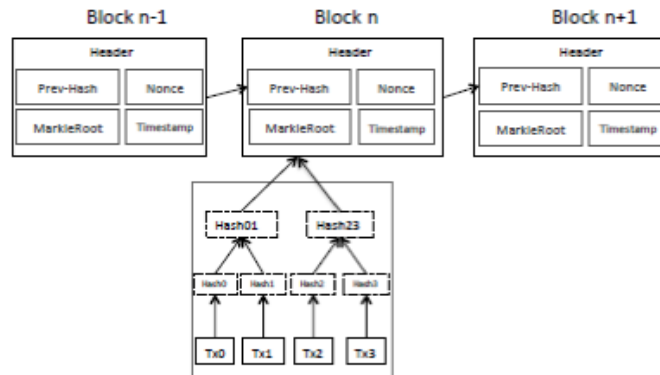 Block n-1 Block n Block n+1
Header Header Header
Prev-Hash Nonce Prev-Hash Nonce Prev-Hash Nonce
MarkleRoot Timestamp MarkleRoot Timestamp MarkleRoot Timestamp
Hash01 Hash23
Hash0 Hash1 Hash2 Hash3
Tx0 Tx1 Tx2 Tx3